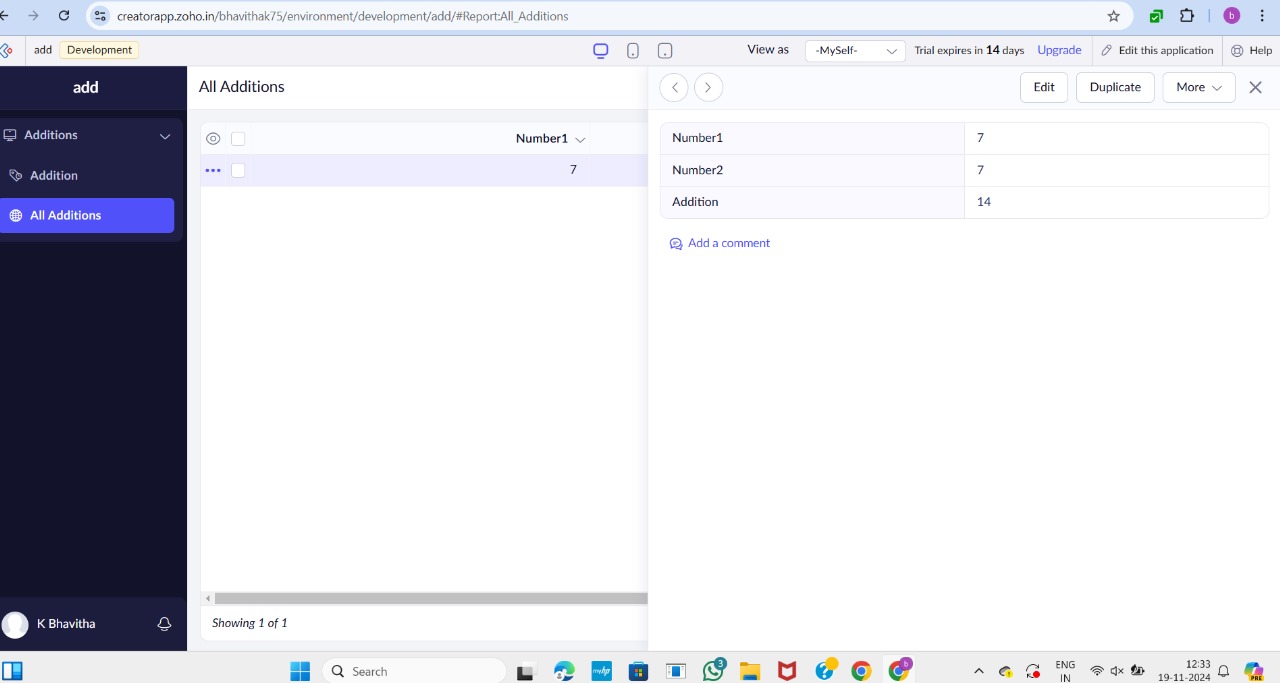 creatorapp.zoho.in/bhavithak75/environment/development/add/#Report:All_Additions
b
add Development View as -MySelf- Trial expires in 14 days Upgrade Edit this application Help
add
All Additions
Edit Duplicate More
Additions
Addition
All Additions
Number1
7
Number1 7
Number2 7
Addition 14
Add a comment
Showing 1 of 1
K Bhavitha
Search
3
b
ENG
IN
12:33
19-11-2024
PRE